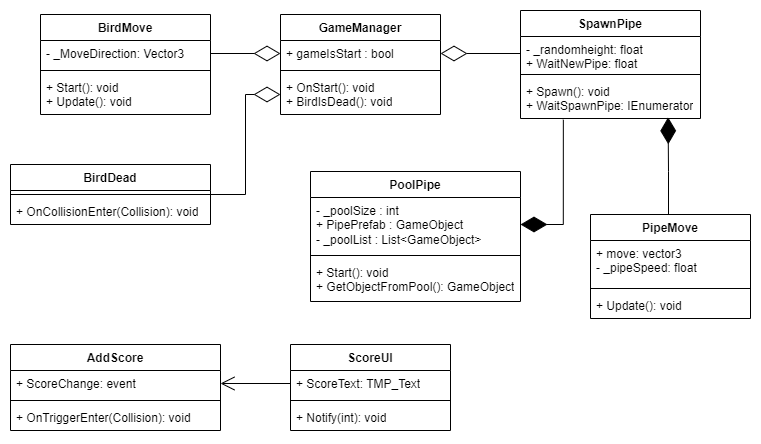 BirdMove
- _MoveDirection: Vector3
+ Start(): void
+ Update(): void
GameManager
+ gameIsStart : bool
+ OnStart(): void
+ BirdIsDead(): void
SpawnPipe
- _randomheight: float
+ WaitNewPipe: float
+ Spawn(): void
+ WaitSpawnPipe: IEnumerator
BirdDead
+ OnCollisionEnter(Collision): void
PoolPipe
- _poolSize : int
+ PipePrefab : GameObject
- _poolList : List<GameObject>
+ Start(): void
+ GetObjectFromPool(): GameObject
PipeMove
+ move: vector3
- _pipeSpeed: float
+ Update(): void
AddScore
+ ScoreChange: event
+ OnTriggerEnter(Collision): void
ScoreUI
+ ScoreText: TMP_Text
+ Notify(int): void